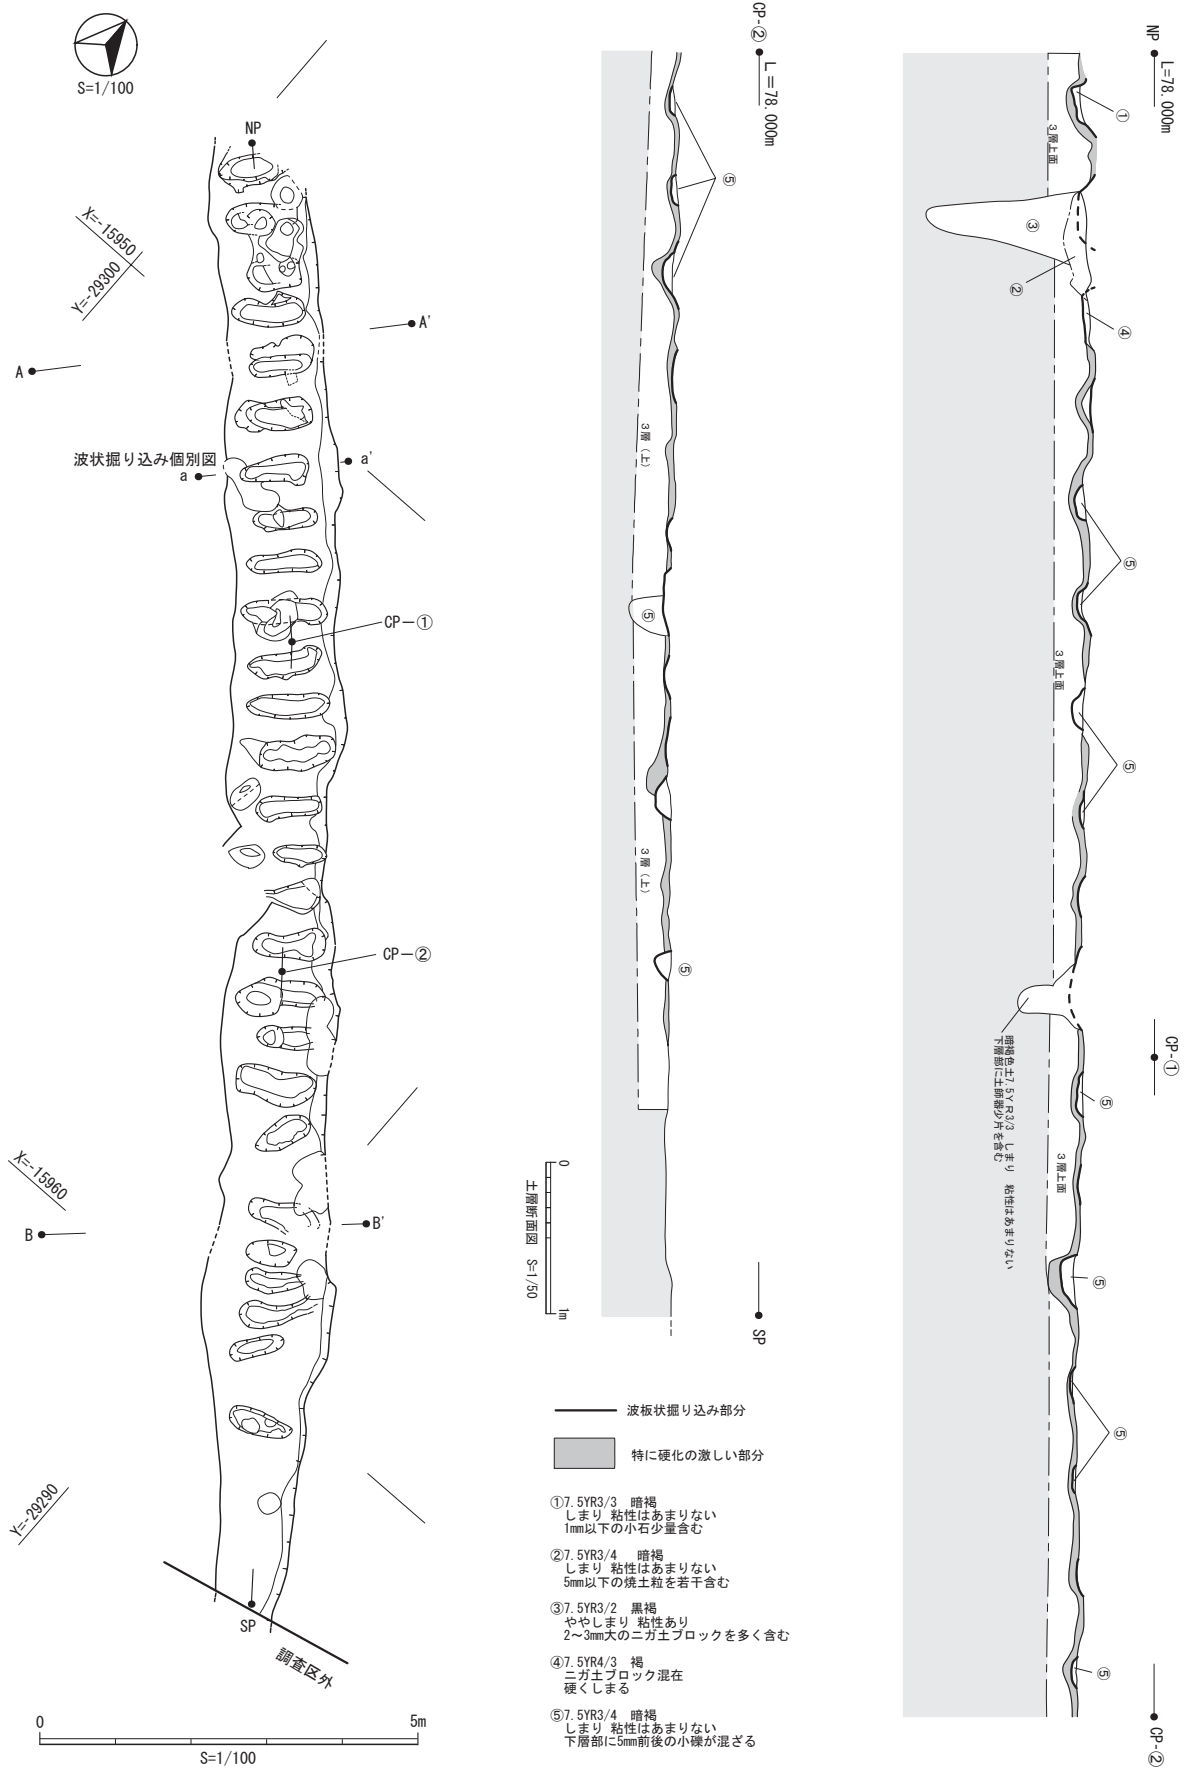 S=1/100
NP
X=-15950
Y=-29300
A
A'
波状掘り込み個別図
a
a'
CP-①
CP-②
X=-15960
B
B'
Y=-29290
SP
調査区外
0
5m
S=1/100
CP-②
L=78.000m
⑤
3層(上)
⑤
3層(上)
⑤
0
1m
土層断面図 S=1/50
SP
波板状掘り込み部分
特に硬化の激しい部分
①7.5YR3/3 暗褐
しまり 粘性はあまりない
1mm以下の小石少量含む
②7.5YR3/4 暗褐
しまり 粘性はあまりない
5mm以下の焼土粒を若干含む
③7.5YR3/2 黒褐
ややしまり 粘性あり
2~3mm大のニガ土ブロックを多く含む
④7.5YR4/3 褐
ニガ土ブロック混在
硬くしまる
⑤7.5YR3/4 暗褐
しまり 粘性はあまりない
下層部に5mm前後の小礫が混ざる
NP
L=78.000m
①
3層上面
③
②
④
⑤
3層上面
⑤
暗褐色土7.5YR3/3 しまり 粘性はあまりない
下層部に土師器少片を含む
CP-①
⑤
3層上面
⑤
⑤
⑤
CP-②